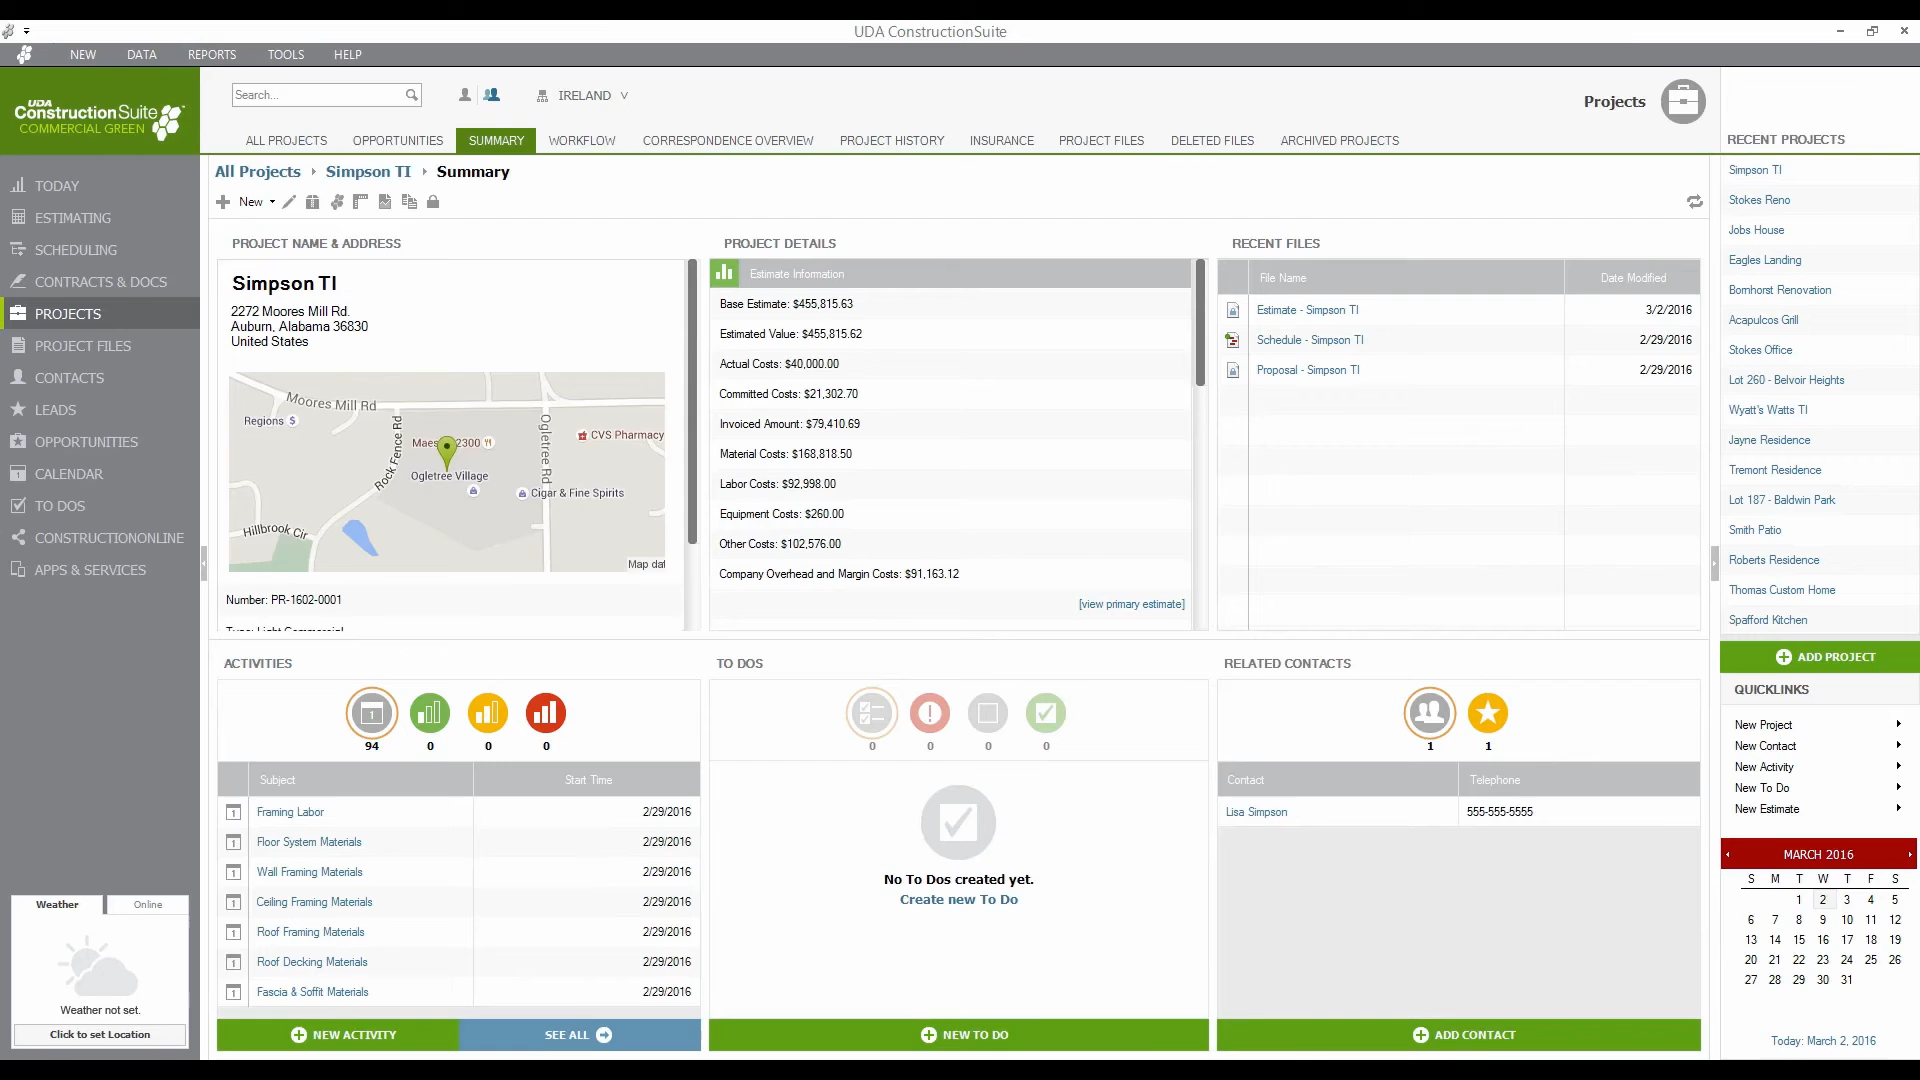 UDA ConstructionSuite
NEW DATA REPORTS TOOLS HELP
UDA
ConstructionSuite
COMMERCIAL GREEN
Search...
IRELAND
Projects
ALL PROJECTS OPPORTUNITIES SUMMARY WORKFLOW CORRESPONDENCE OVERVIEW PROJECT HISTORY INSURANCE PROJECT FILES DELETED FILES ARCHIVED PROJECTS
TODAY
ESTIMATING
SCHEDULING
CONTRACTS & DOCS
PROJECTS
PROJECT FILES
CONTACTS
LEADS
OPPORTUNITIES
CALENDAR
TO DOS
CONSTRUCTIONONLINE
APPS & SERVICES
Weather Online
Weather not set.
Click to set Location
All Projects Simpson TI Summary
New
PROJECT NAME & ADDRESS
Simpson TI
2272 Moores Mill Rd.
Auburn, Alabama 36830
United States
Moores Mill Rd
Regions $
Rock Fence Rd
Maes 2300
Ogletree Village
Ogletree Rd
CVS Pharmacy
Cigar & Fine Spirits
Hillbrook Cir
Map dat
Number: PR-1602-0001
Type: Light Commercial
PROJECT DETAILS
Estimate Information
Base Estimate: $455,815.63
Estimated Value: $455,815.62
Actual Costs: $40,000.00
Committed Costs: $21,302.70
Invoiced Amount: $79,410.69
Material Costs: $168,818.50
Labor Costs: $92,998.00
Equipment Costs: $260.00
Other Costs: $102,576.00
Company Overhead and Margin Costs: $91,163.12
[view primary estimate]
RECENT FILES
File Name Date Modified
Estimate - Simpson TI 3/2/2016
Schedule - Simpson TI 2/29/2016
Proposal - Simpson TI 2/29/2016
ACTIVITIES
1
94 0 0 0
Subject Start Time
1 Framing Labor 2/29/2016
1 Floor System Materials 2/29/2016
1 Wall Framing Materials 2/29/2016
1 Ceiling Framing Materials 2/29/2016
1 Roof Framing Materials 2/29/2016
1 Roof Decking Materials 2/29/2016
1 Fascia & Soffit Materials 2/29/2016
NEW ACTIVITY SEE ALL
TO DOS
0 0 0 0
No To Dos created yet.
Create new To Do
NEW TO DO
RELATED CONTACTS
1 1
Contact Telephone
Lisa Simpson 555-555-5555
ADD CONTACT
RECENT PROJECTS
Simpson TI
Stokes Reno
Jobs House
Eagles Landing
Bornhorst Renovation
Acapulcos Grill
Stokes Office
Lot 260 - Belvoir Heights
Wyatt's Watts TI
Jayne Residence
Tremont Residence
Lot 187 - Baldwin Park
Smith Patio
Roberts Residence
Thomas Custom Home
Spafford Kitchen
ADD PROJECT
QUICKLINKS
New Project
New Contact
New Activity
New To Do
New Estimate
MARCH 2016
S M T W T F S
1 2 3 4 5
6 7 8 9 10 11 12
13 14 15 16 17 18 19
20 21 22 23 24 25 26
27 28 29 30 31
Today: March 2, 2016